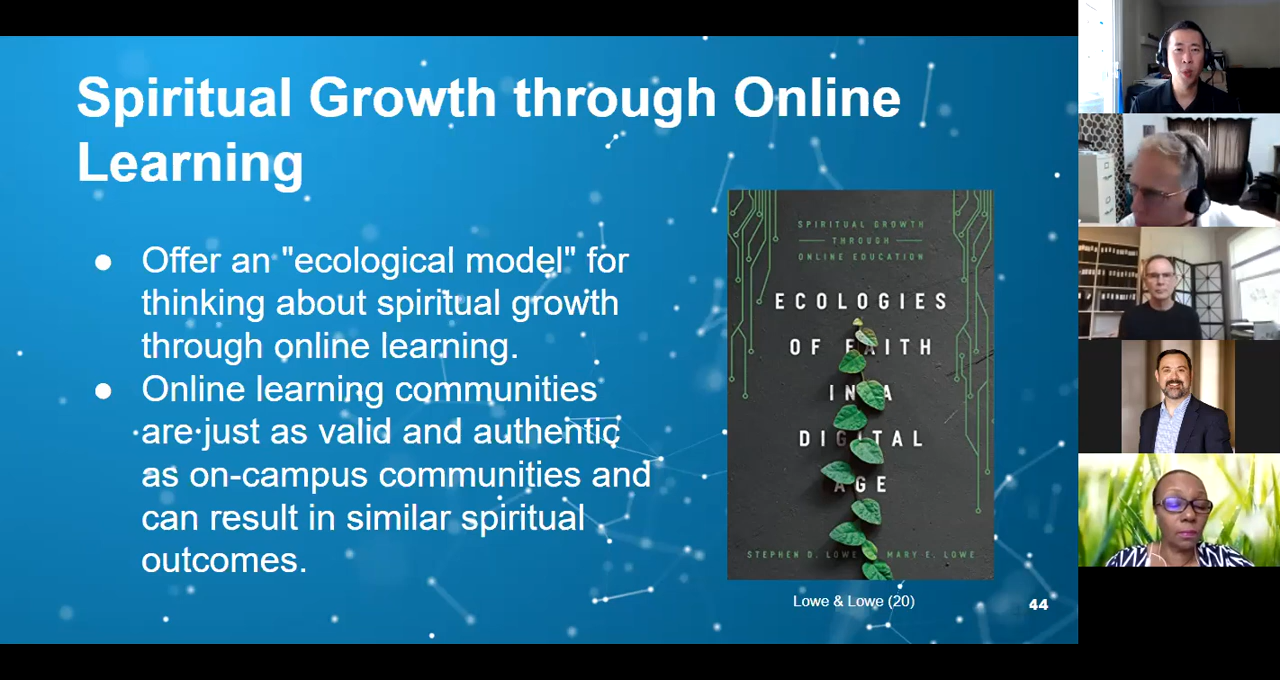 Spiritual Growth through Online
Learning
● Offer an "ecological model" for
thinking about spiritual growth
through online learning.
● Online learning communities
are just as valid and authentic
as on-campus communities and
can result in similar spiritual
outcomes.
SPIRITUAL GROWTH
THROUGH
ONLINE EDUCATION
ECOLOGIES
OF FAITH
IN A
DIGITAL
AGE
STEPHEN D. LOWE MARY E. LOWE
Lowe & Lowe (20)
44